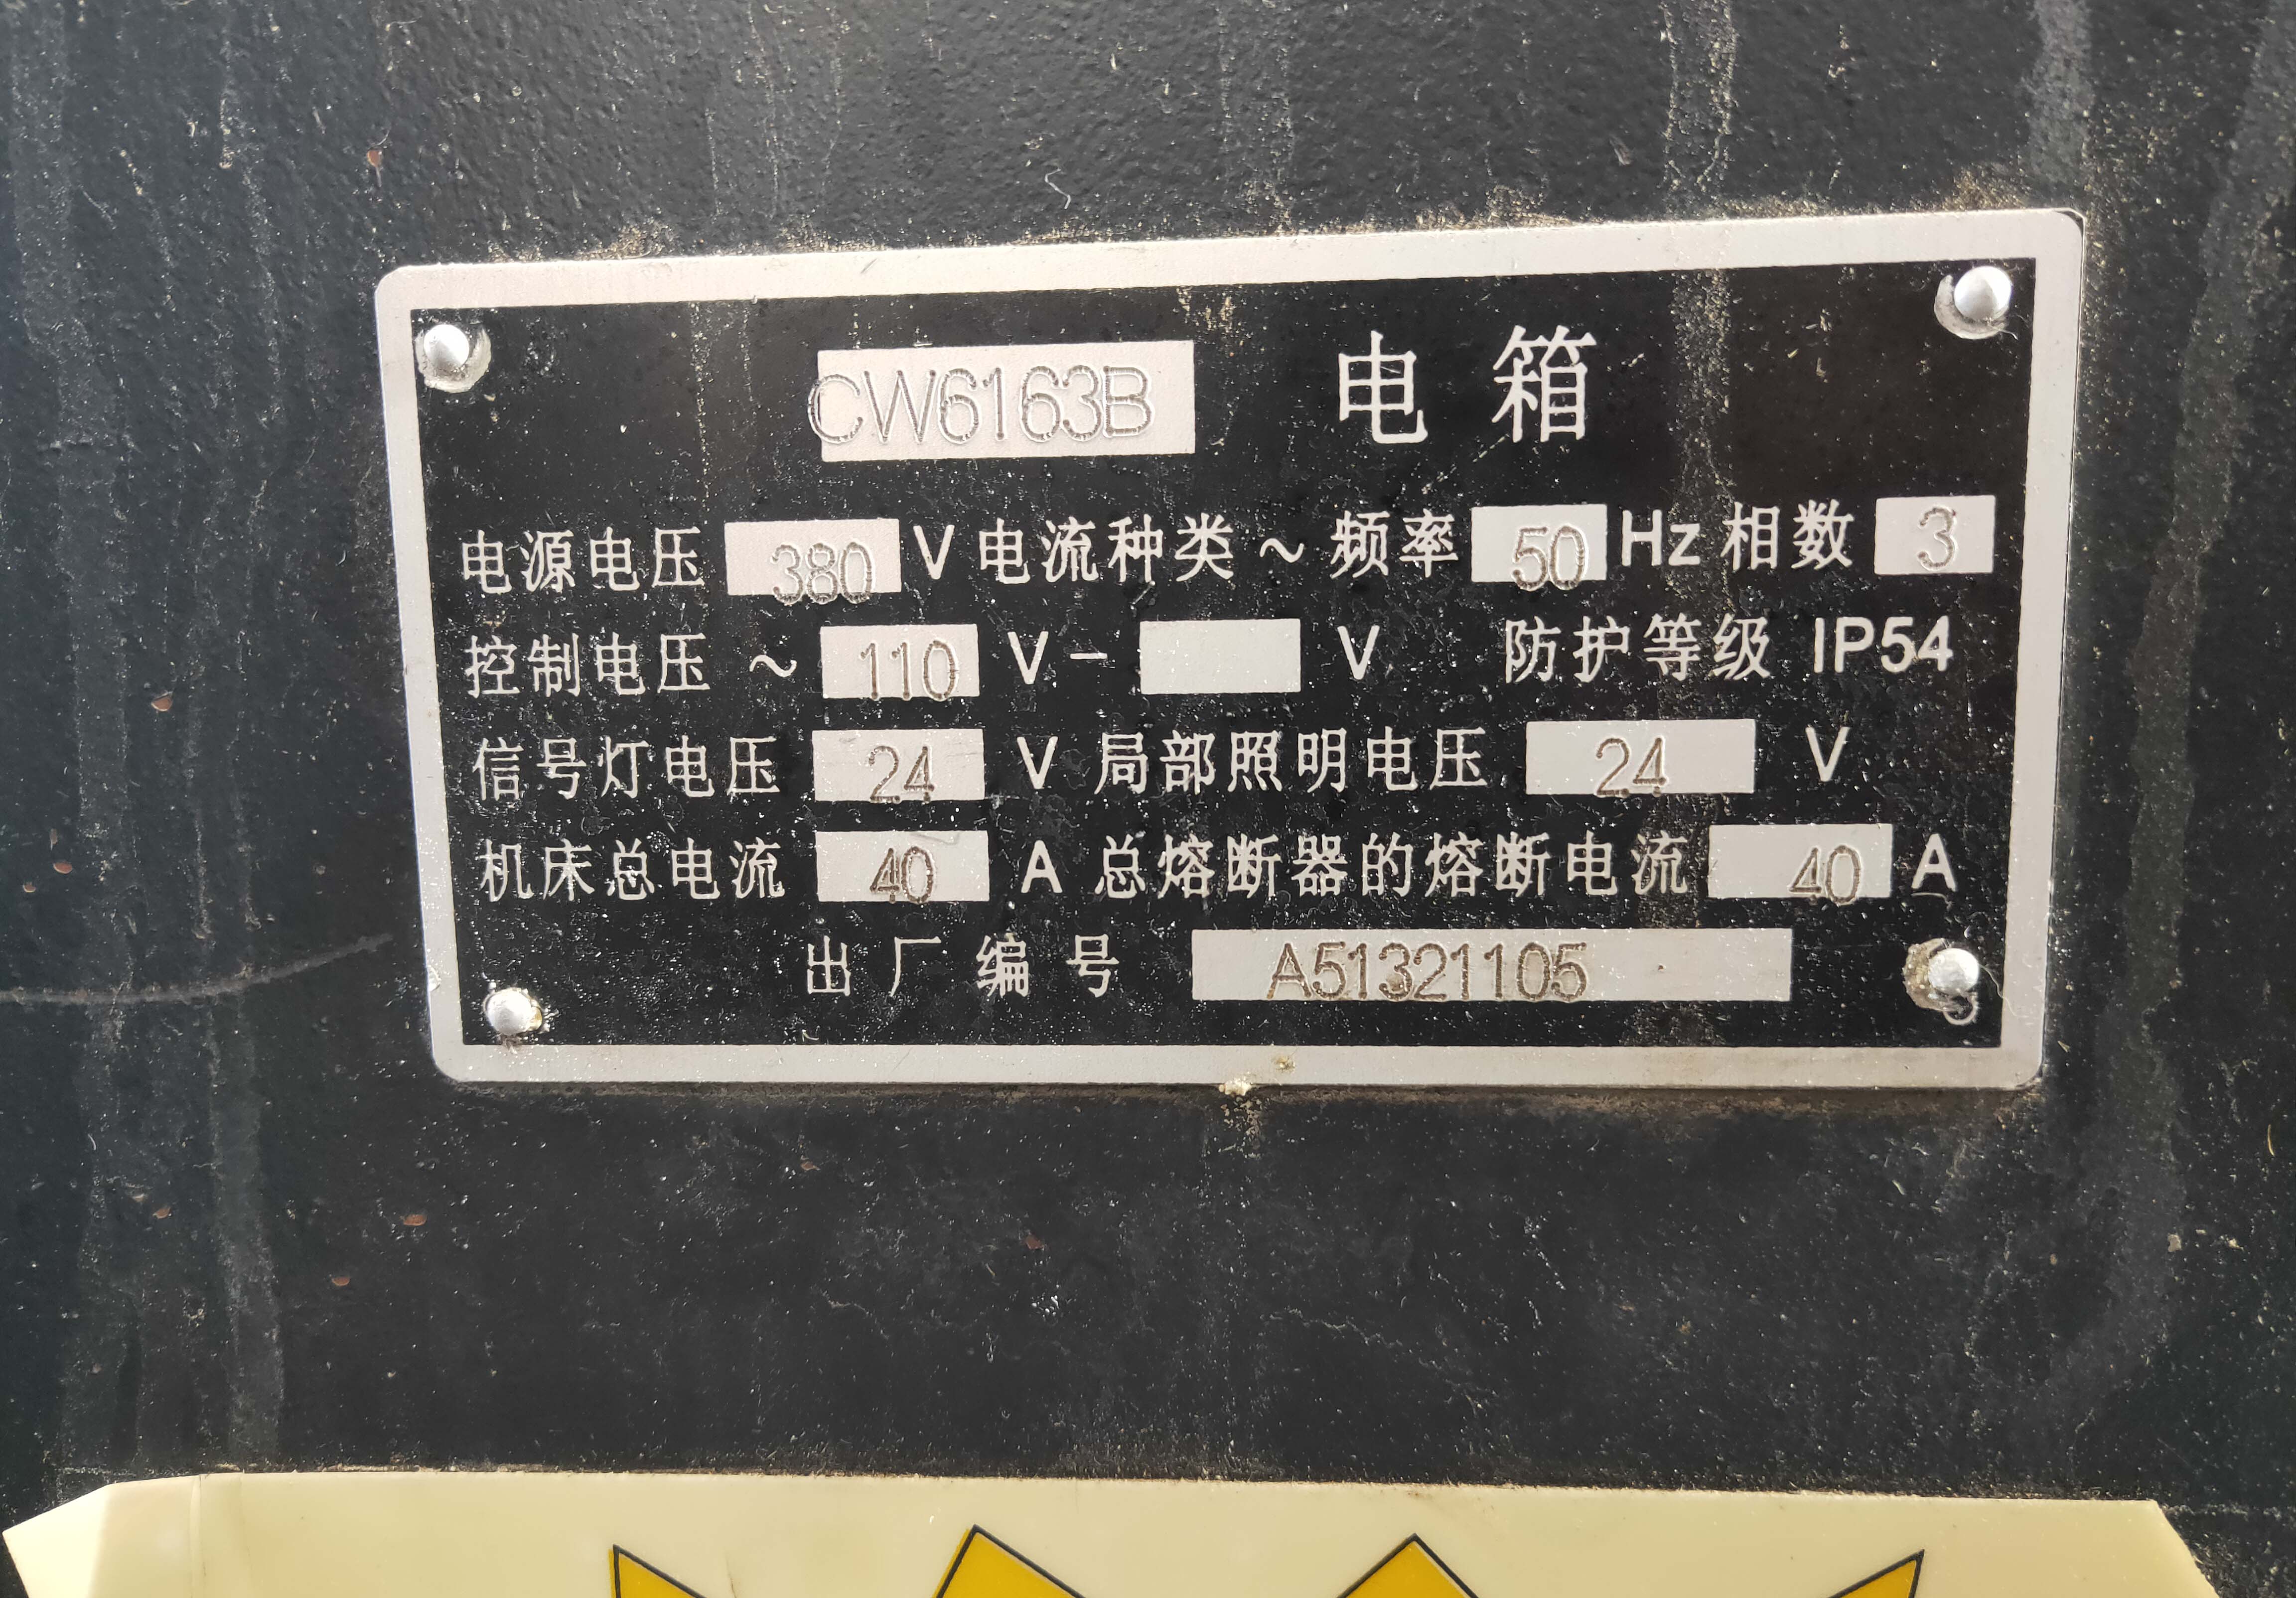 CW6163B 电箱
电源电压 380 V 电流种类 ~ 频率 50 Hz 相数 3
控制电压 ~ 110 V - V 防护等级 IP54
信号灯电压 24 V 局部照明电压 24 V
机床总电流 40 A 总熔断器的熔断电流 40 A
出厂编号 A51321105